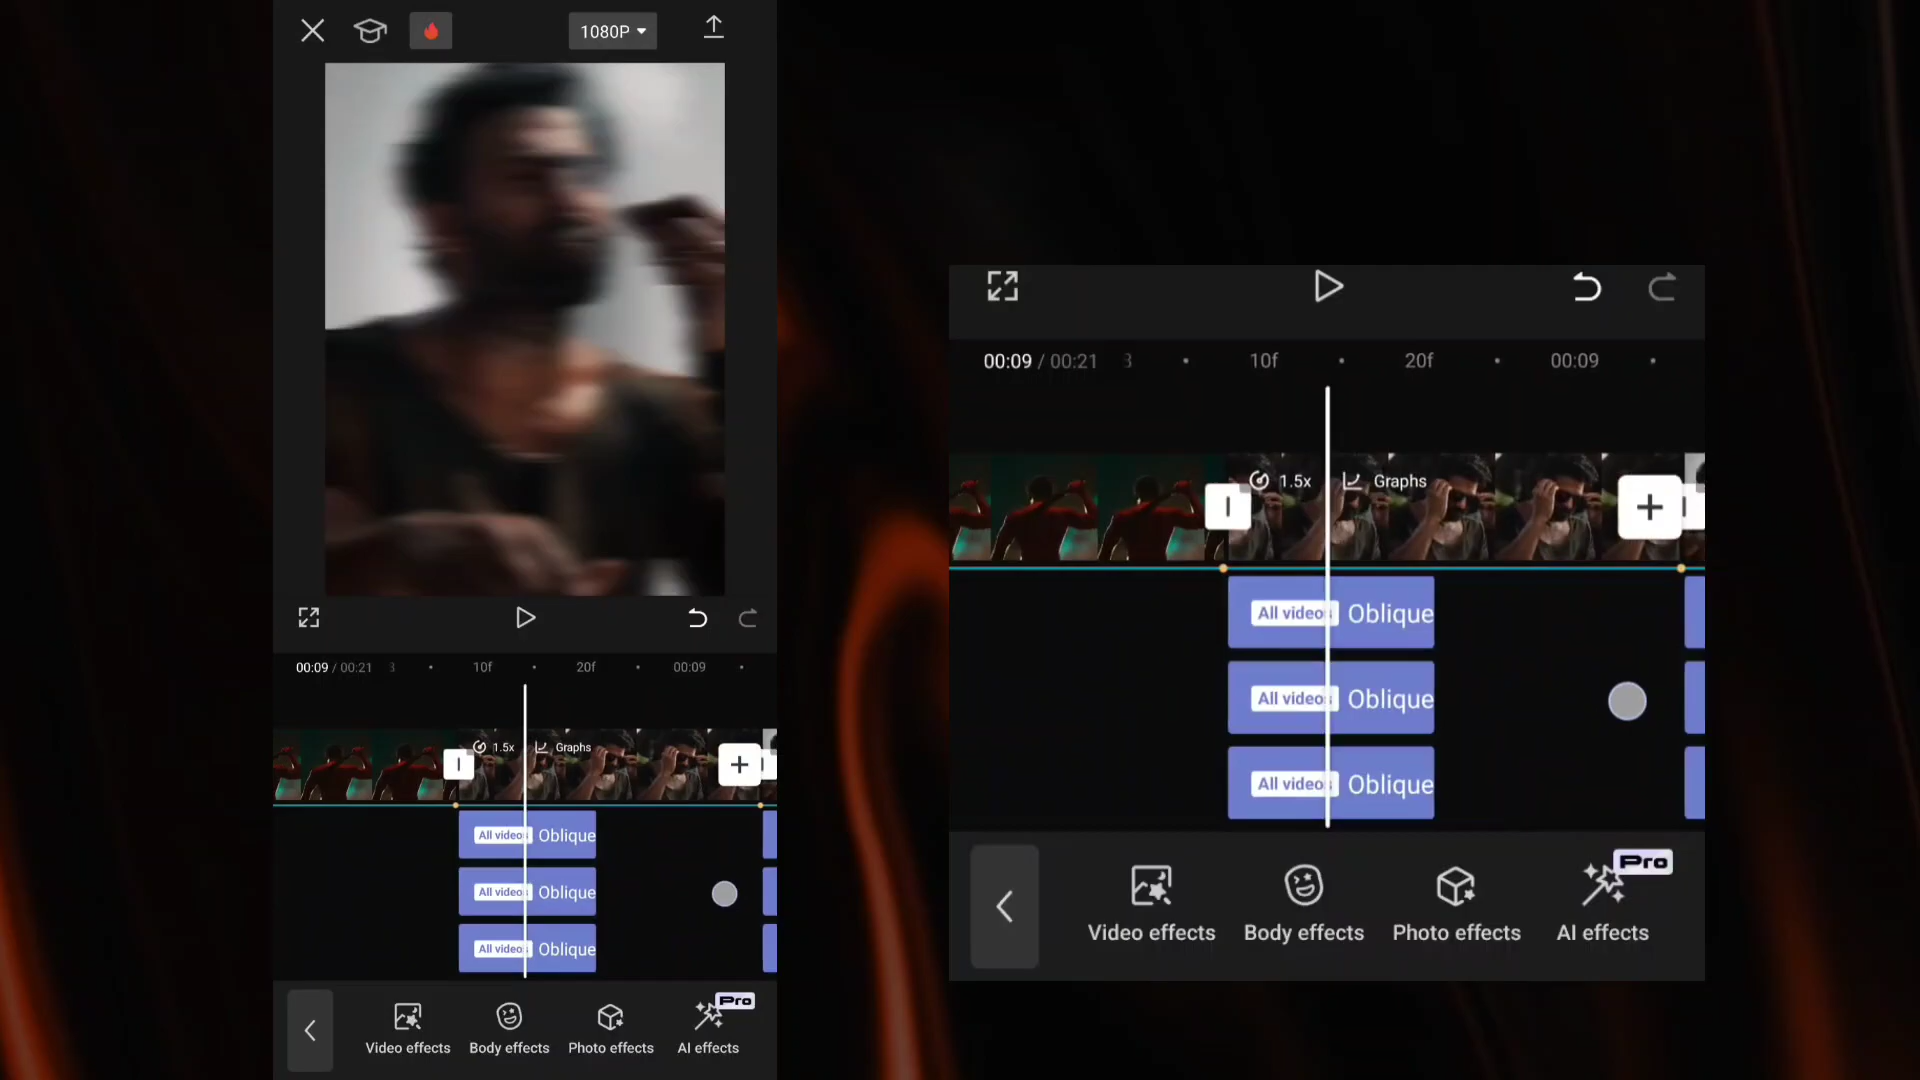 1080P
00:09 / 00:21 3 10f 20f 00:09
1.5x Graphs
All videos Oblique
All videos Oblique
All videos Oblique
Pro
Video effects Body effects Photo effects AI effects
00:09 / 00:21 3 10f 20f 00:09
1.5x Graphs
All videos Oblique
All videos Oblique
All videos Oblique
Pro
Video effects Body effects Photo effects AI effects